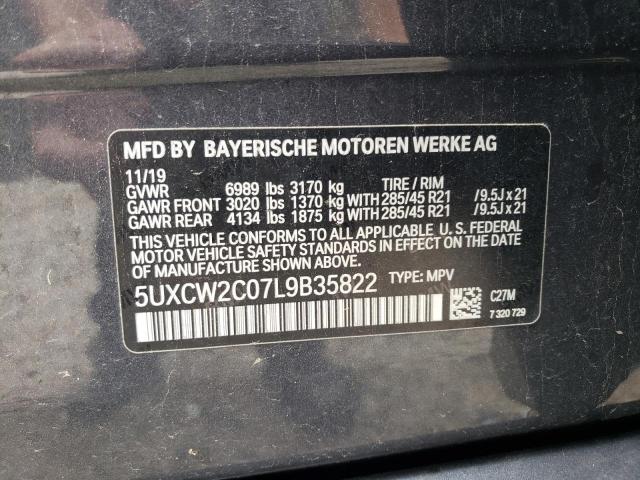 MFD BY BAYERISCHE MOTOREN WERKE AG
11/19
GVWR 6989 lbs 3170 kg TIRE / RIM
GAWR FRONT 3020 lbs 1370 kg WITH 285/45 R21 /9.5J x 21
GAWR REAR 4134 lbs 1875 kg WITH 285/45 R21 /9.5J x 21
THIS VEHICLE CONFORMS TO ALL APPLICABLE U. S. FEDERAL
MOTOR VEHICLE SAFETY STANDARDS IN EFFECT ON THE DATE
OF MANUFACTURE SHOWN ABOVE.
5UXCW2C07L9B35822 TYPE: MPV
C27M
7 320 729